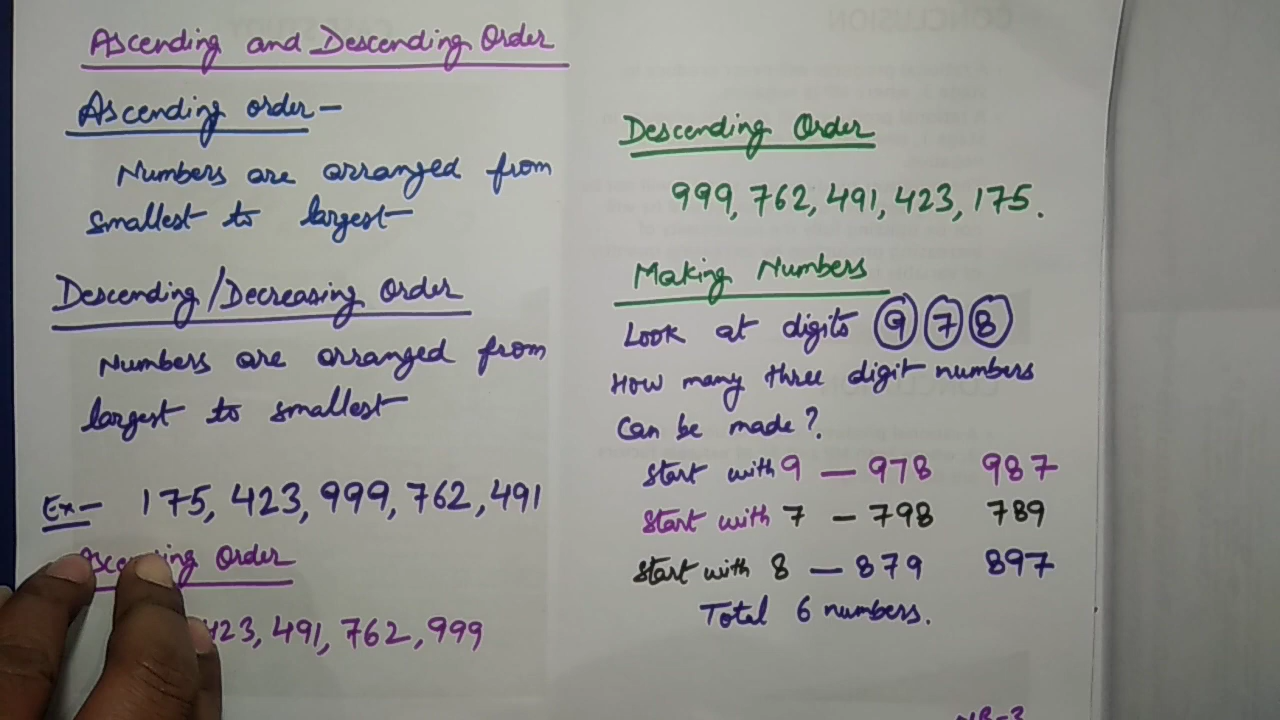 Ascending and Descending Order
Ascending order -
Numbers are arranged from
smallest to largest
Descending/Decreasing Order
Numbers are arranged from
largest to smallest
Ex- 175, 423, 999, 762, 491
Ascending Order
423, 491, 762, 999
Descending Order
999, 762, 491, 423, 175.
Making Numbers
Look at digits 9 7 8
How many three digit numbers
can be made?
Start with 9 — 978 987
Start with 7 — 798 789
Start with 8 — 879 897
Total 6 numbers.